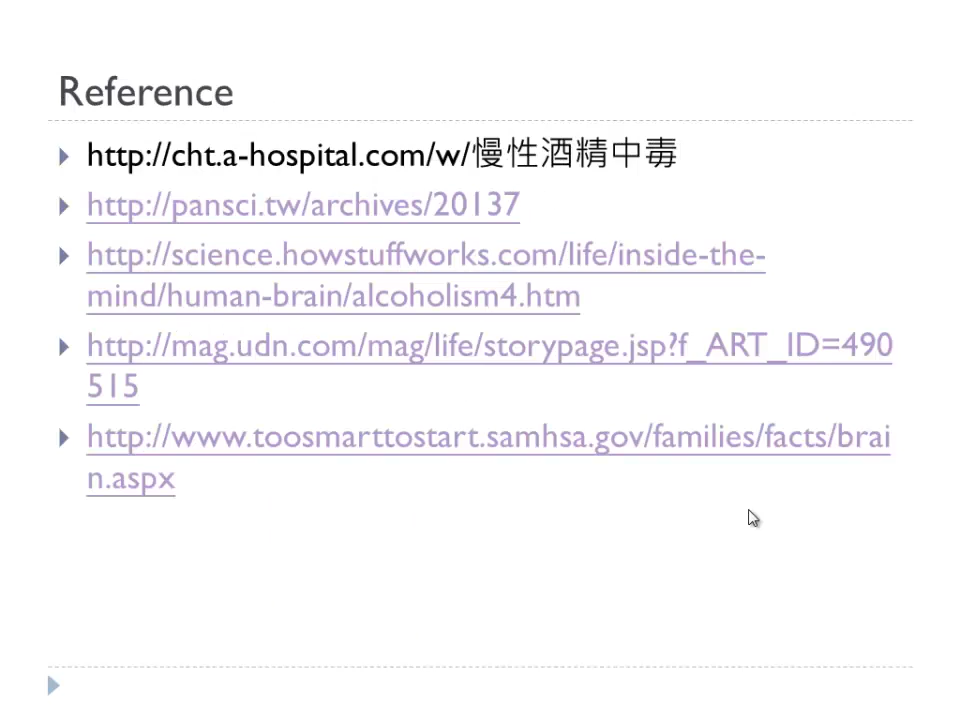 Reference
http://cht.a-hospital.com/w/慢性酒精中毒
http://pansci.tw/archives/20137
http://science.howstuffworks.com/life/inside-the-
mind/human-brain/alcoholism4.htm
http://mag.udn.com/mag/life/storypage.jsp?f_ART_ID=490
515
http://www.toosmarttostart.samhsa.gov/families/facts/brai
n.aspx